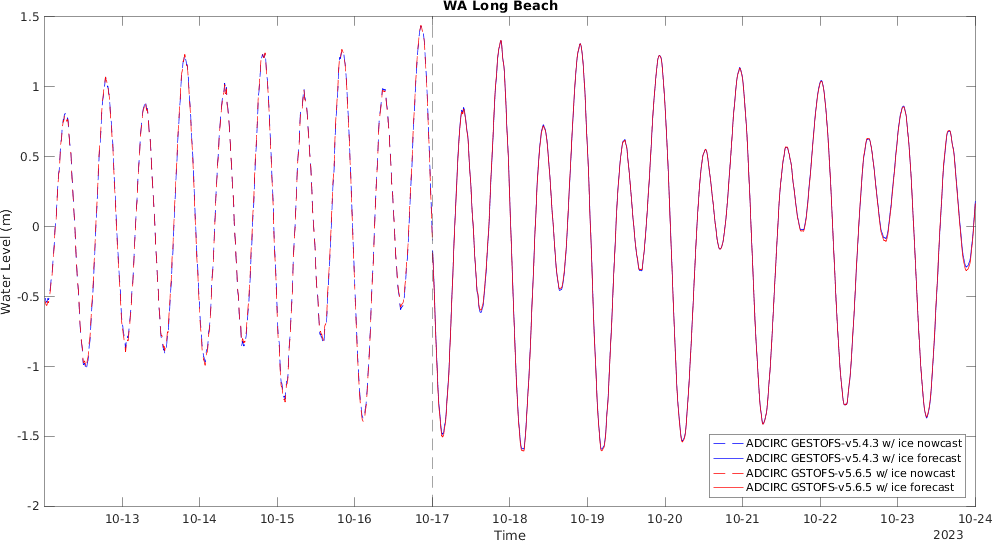 WA Long Beach
1.5
1
0.5
0
-0.5
-1
-1.5
-2
Water Level (m)
10-13 10-14 10-15 10-16 10-17 10-18 10-19 10-20 10-21 10-22 10-23 10-24
Time
2023
ADCIRC GESTOFS-v5.4.3 w/ ice nowcast
ADCIRC GESTOFS-v5.4.3 w/ ice forecast
ADCIRC GSTOFS-v5.6.5 w/ ice nowcast
ADCIRC GSTOFS-v5.6.5 w/ ice forecast